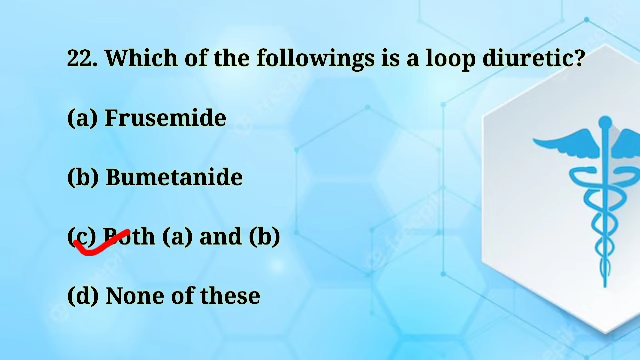 22. Which of the followings is a loop diuretic?
(a) Frusemide
(b) Bumetanide
(c) Both (a) and (b)
(d) None of these